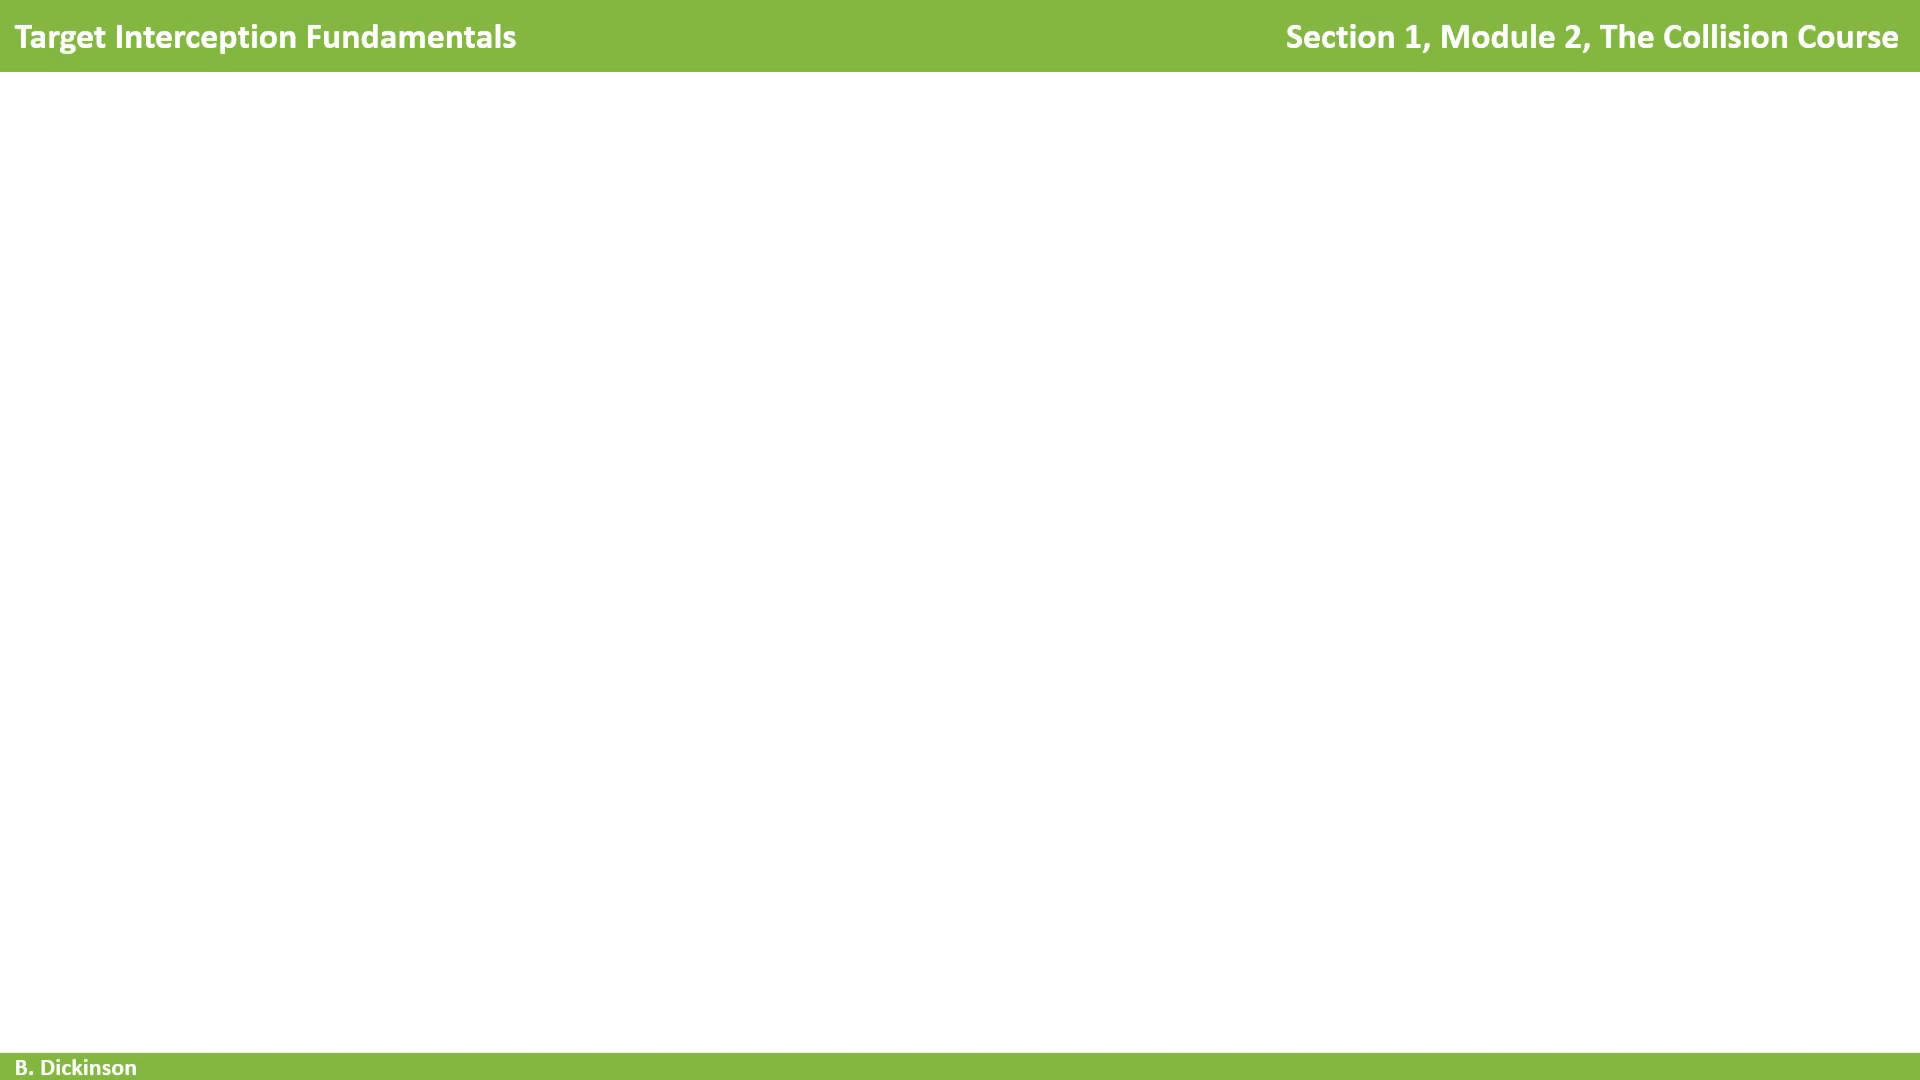 Target Interception Fundamentals
Section 1, Module 2, The Collision Course
B. Dickinson